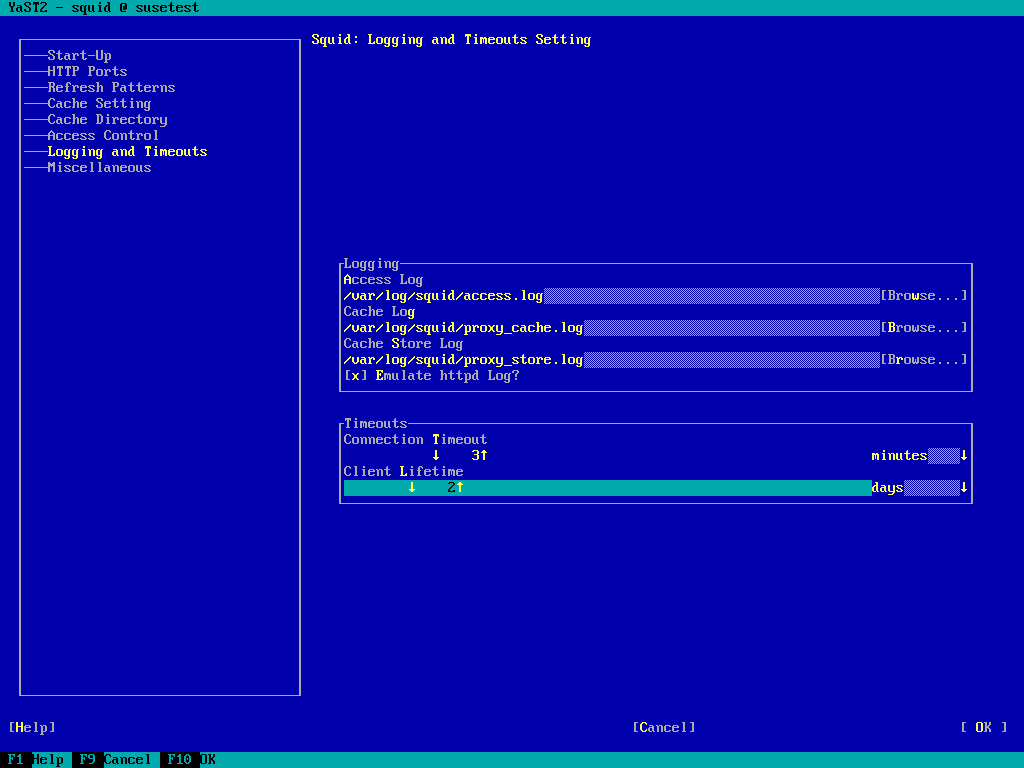 YaST2 - squid @ susetest
Squid: Logging and Timeouts Setting
Start-Up
HTTP Ports
Refresh Patterns
Cache Setting
Cache Directory
Access Control
Logging and Timeouts
Miscellaneous
Logging
Access Log
/var/log/squid/access.log [Browse...]
Cache Log
/var/log/squid/proxy_cache.log [Browse...]
Cache Store Log
/var/log/squid/proxy_store.log [Browse...]
[x] Emulate httpd Log?
Timeouts
Connection Timeout
↓ 3↑ minutes ↓
Client Lifetime
↓ 2↑ days ↓
[Help] [Cancel] [ OK ]
F1 Help F9 Cancel F10 OK